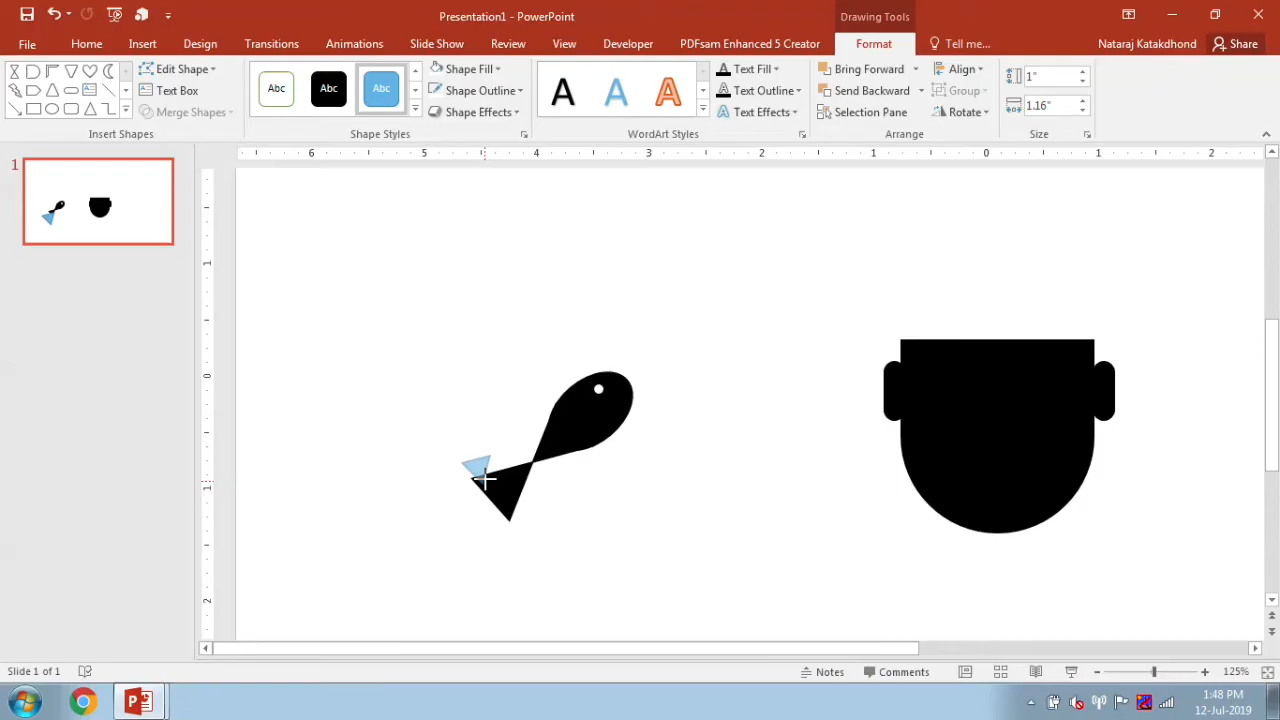 Presentation1 - PowerPoint
Drawing Tools
File
Home
Insert
Design
Transitions
Animations
Slide Show
Review
View
Developer
PDFsam Enhanced 5 Creator
Format
Tell me...
Nataraj Katakdhond
Share
Edit Shape
Text Box
Merge Shapes
Insert Shapes
Abc
Abc
Abc
Shape Fill
Shape Outline
Shape Effects
Shape Styles
A
A
A
Text Fill
Text Outline
Text Effects
WordArt Styles
Bring Forward
Send Backward
Selection Pane
Align
Group
Rotate
Arrange
1"
1.16"
Size
6 5 4 3 2 1 0 1 2
1
1
0
1
2
Slide 1 of 1
Notes
Comments
125%
1:48 PM
12-Jul-2019